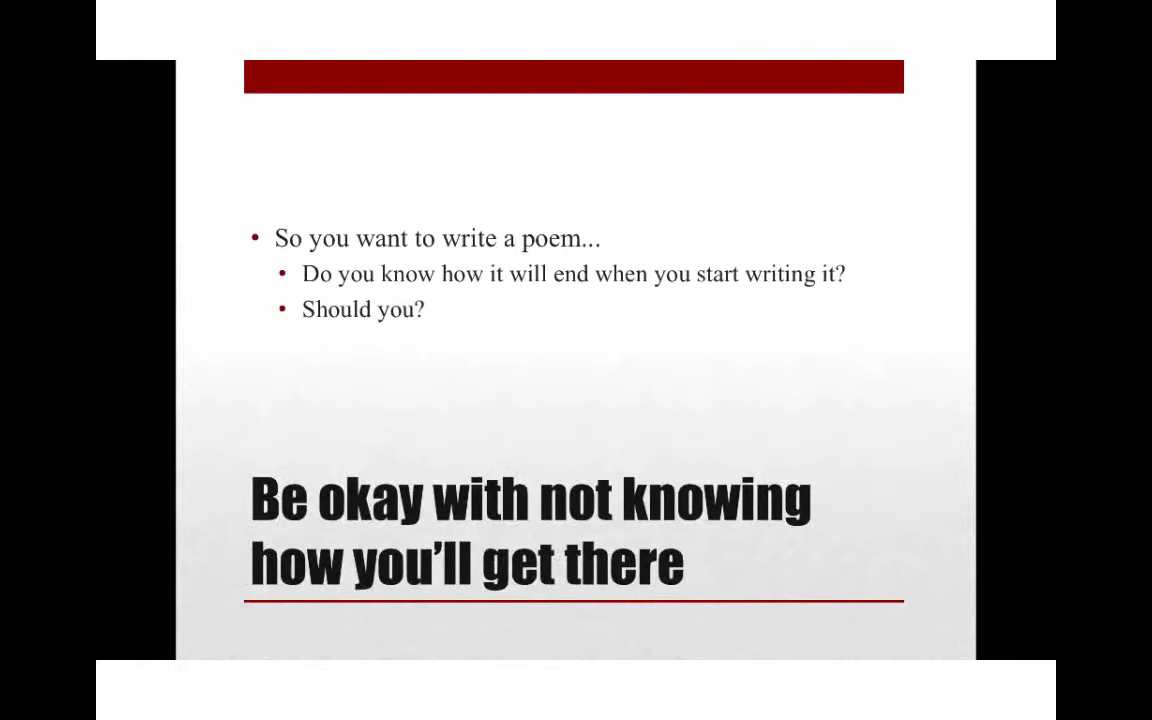 • So you want to write a poem...
• Do you know how it will end when you start writing it?
• Should you?
Be okay with not knowing
how you'll get there